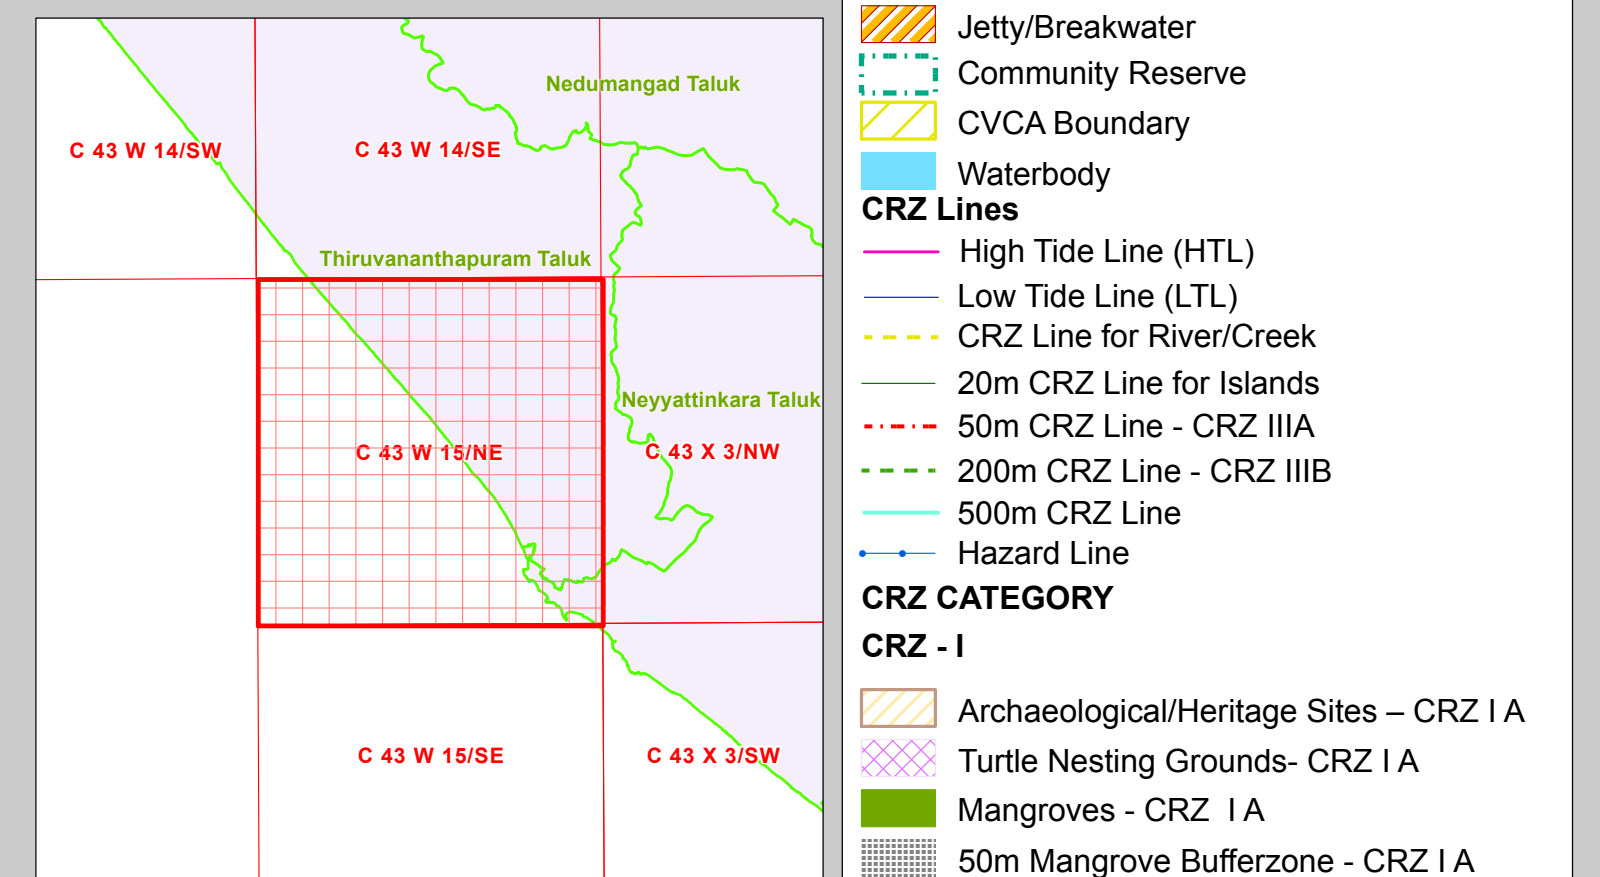 Nedumangad Taluk
C 43 W 14/SW
C 43 W 14/SE
Thiruvananthapuram Taluk
Neyyattinkara Taluk
C 43 W 15/NE
C 43 X 3/NW
C 43 W 15/SE
C 43 X 3/SW
Jetty/Breakwater
Community Reserve
CVCA Boundary
Waterbody
CRZ Lines
High Tide Line (HTL)
Low Tide Line (LTL)
CRZ Line for River/Creek
20m CRZ Line for Islands
50m CRZ Line - CRZ IIIA
200m CRZ Line - CRZ IIIB
500m CRZ Line
Hazard Line
CRZ CATEGORY
CRZ - I
Archaeological/Heritage Sites – CRZ I A
Turtle Nesting Grounds- CRZ I A
Mangroves - CRZ I A
50m Mangrove Bufferzone - CRZ I A